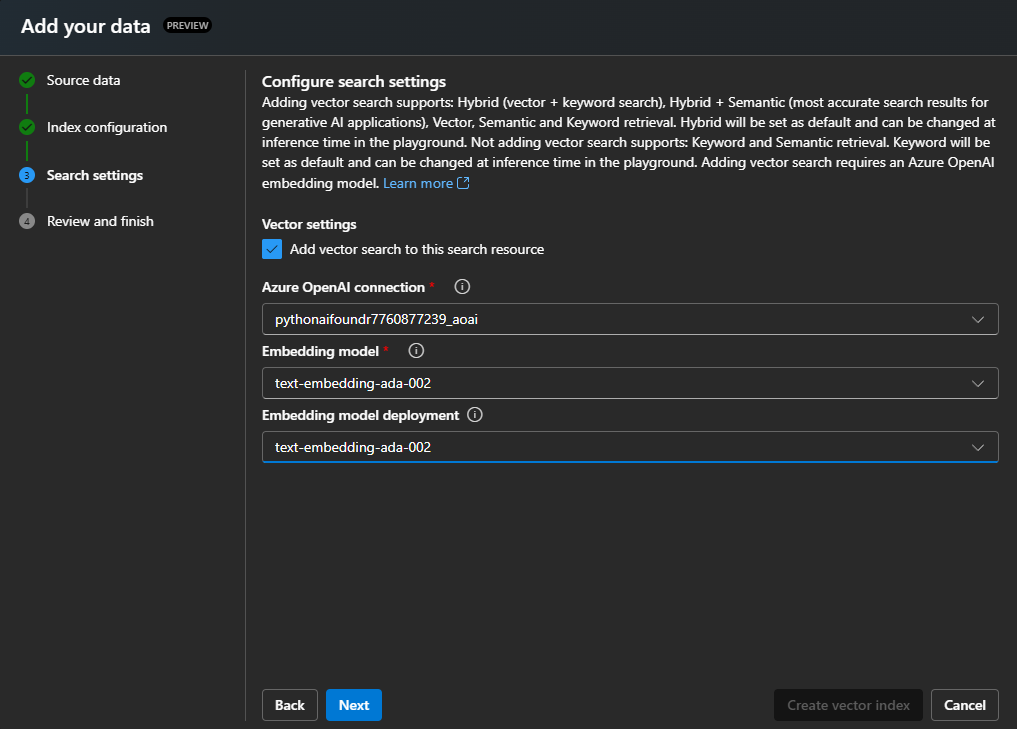 Add your data PREVIEW
Source data
Index configuration
3 Search settings
4 Review and finish
Configure search settings
Adding vector search supports: Hybrid (vector + keyword search), Hybrid + Semantic (most accurate search results for
generative AI applications), Vector, Semantic and Keyword retrieval. Hybrid will be set as default and can be changed at
inference time in the playground. Not adding vector search supports: Keyword and Semantic retrieval. Keyword will be
set as default and can be changed at inference time in the playground. Adding vector search requires an Azure OpenAI
embedding model. Learn more
Vector settings
Add vector search to this search resource
Azure OpenAI connection *
pythonaifoundr7760877239_aoai
Embedding model *
text-embedding-ada-002
Embedding model deployment
text-embedding-ada-002
Back Next Create vector index Cancel